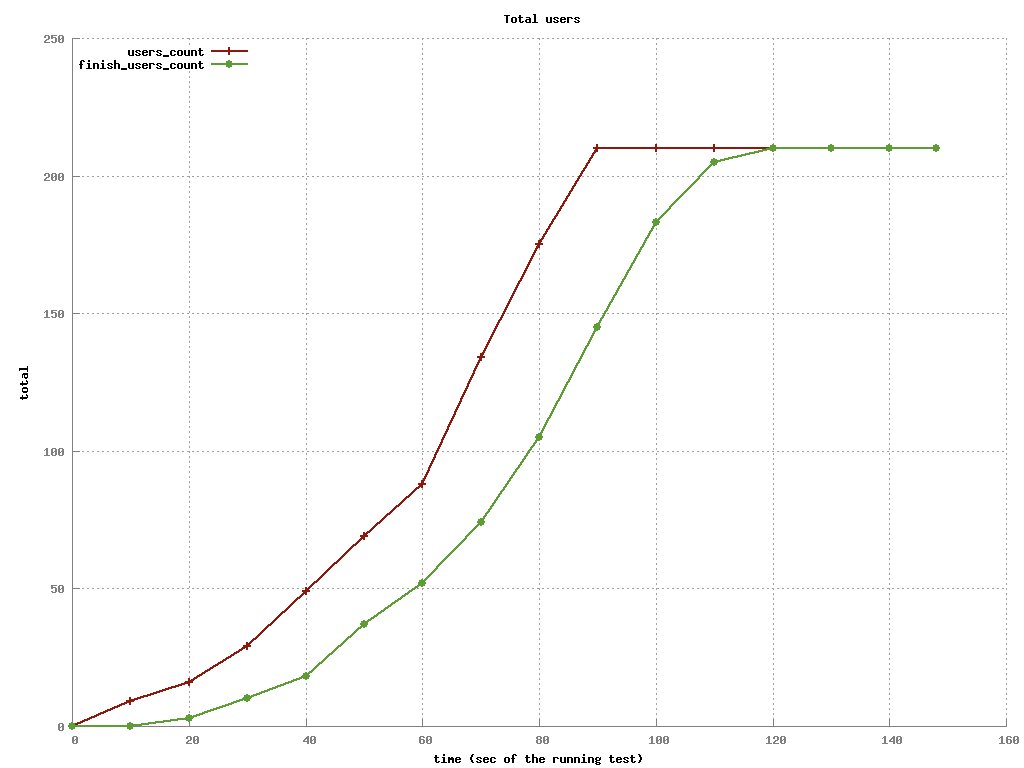 Total users
users_count
finish_users_count
250
200
150
100
50
0
total
0 20 40 60 80 100 120 140 160
time (sec of the running test)